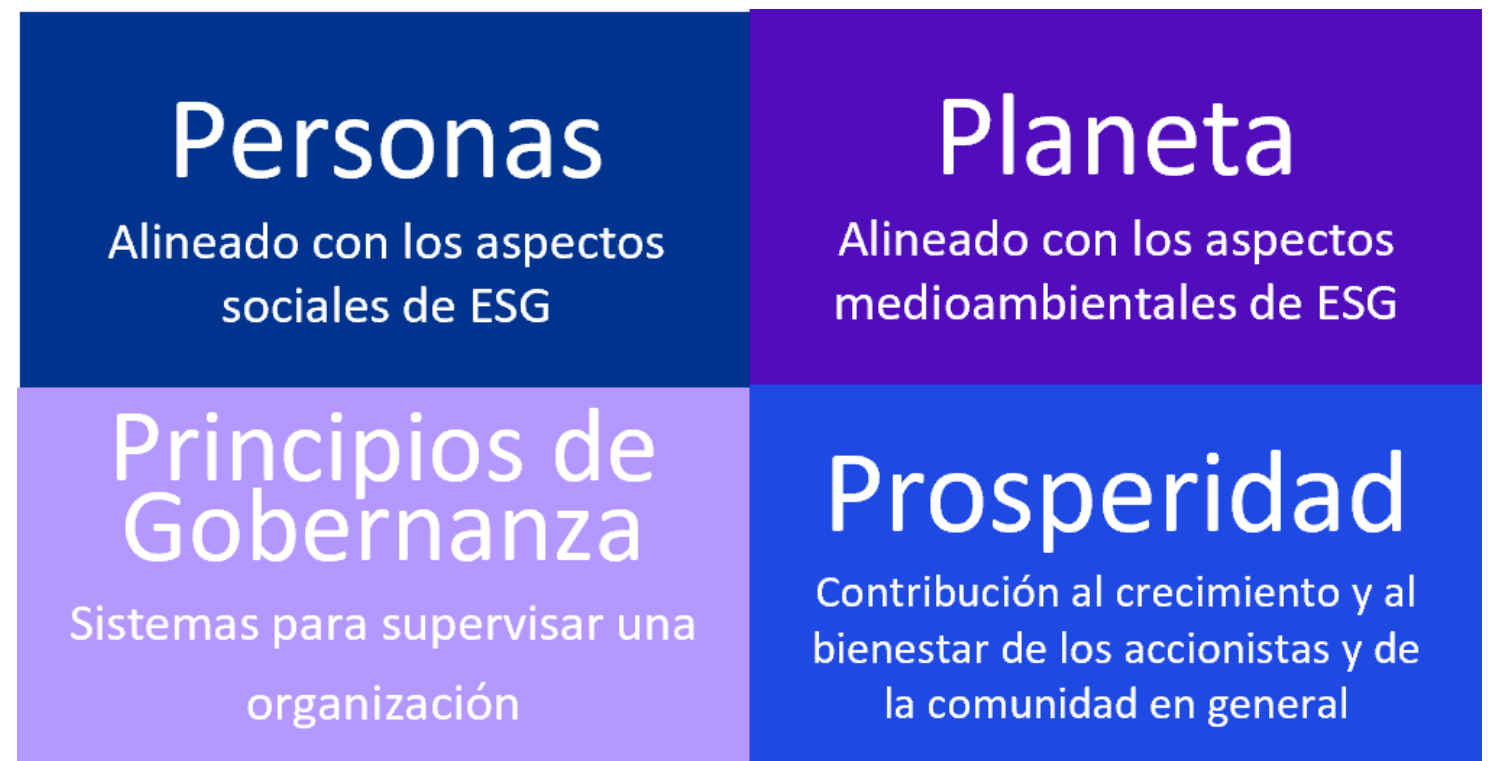 Personas
Alineado con los aspectos
sociales de ESG
Planeta
Alineado con los aspectos
medioambientales de ESG
Principios de
Gobernanza
Sistemas para supervisar una
organización
Prosperidad
Contribución al crecimiento y al
bienestar de los accionistas y de
la comunidad en general